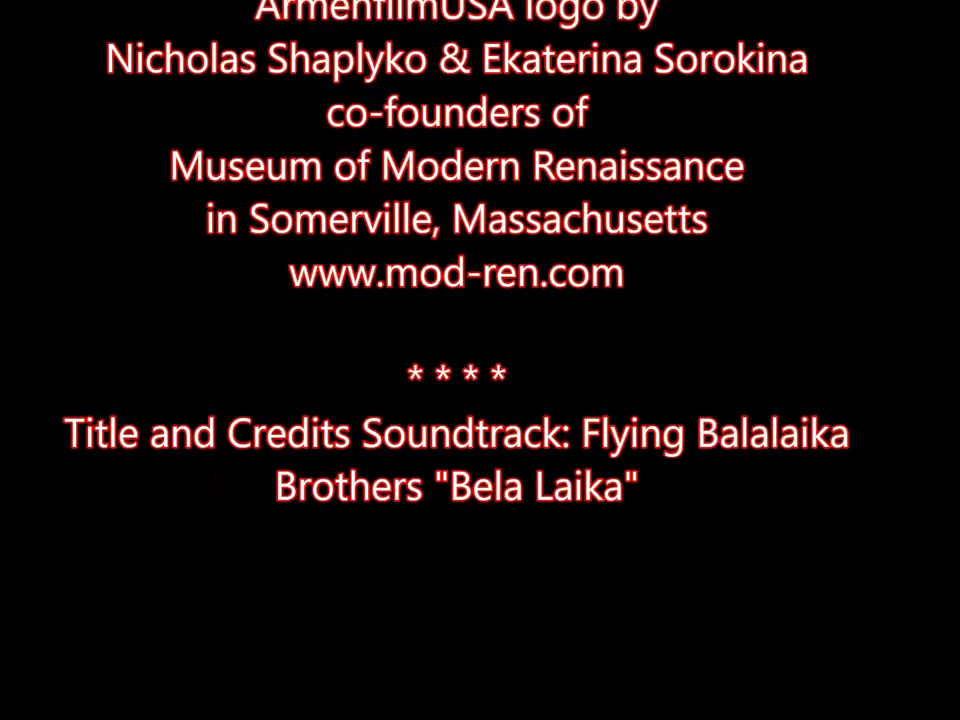 ArmenfilmUSA logo by
Nicholas Shaplyko & Ekaterina Sorokina
co-founders of
Museum of Modern Renaissance
in Somerville, Massachusetts
www.mod-ren.com
* * * *
Title and Credits Soundtrack: Flying Balalaika
Brothers "Bela Laika"